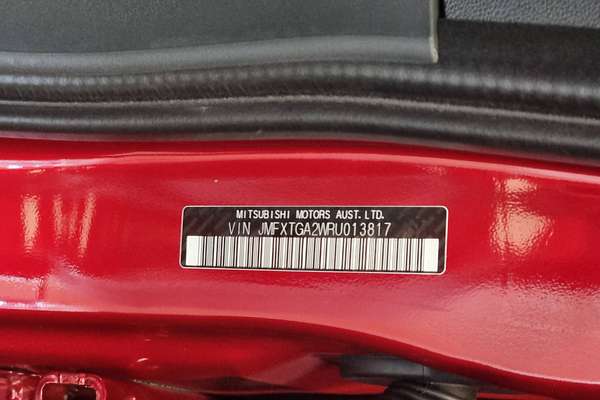 MITSUBISHI MOTORS AUST. LTD.
VIN JMFXTGA2WRU013817